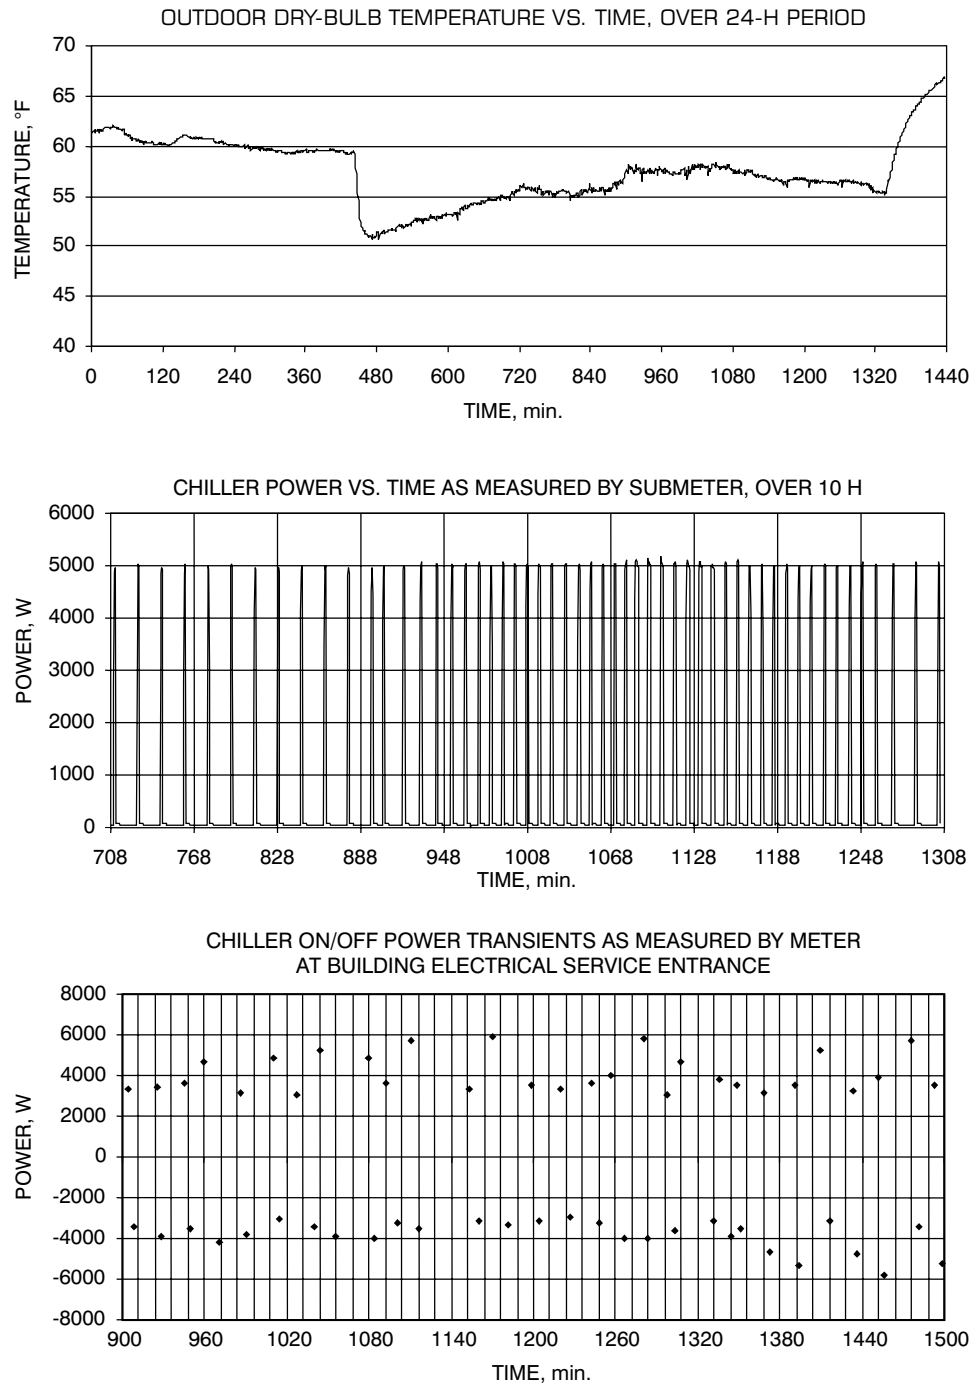 OUTDOOR DRY-BULB TEMPERATURE VS. TIME, OVER 24-H PERIOD
70
65
60
55
50
45
40
TEMPERATURE, °F
0 120 240 360 480 600 720 840 960 1080 1200 1320 1440
TIME, min.
CHILLER POWER VS. TIME AS MEASURED BY SUBMETER, OVER 10 H
6000
5000
4000
3000
2000
1000
0
POWER, W
708 768 828 888 948 1008 1068 1128 1188 1248 1308
TIME, min.
CHILLER ON/OFF POWER TRANSIENTS AS MEASURED BY METER
AT BUILDING ELECTRICAL SERVICE ENTRANCE
8000
6000
4000
2000
0
-2000
-4000
-6000
-8000
POWER, W
900 960 1020 1080 1140 1200 1260 1320 1380 1440 1500
TIME, min.